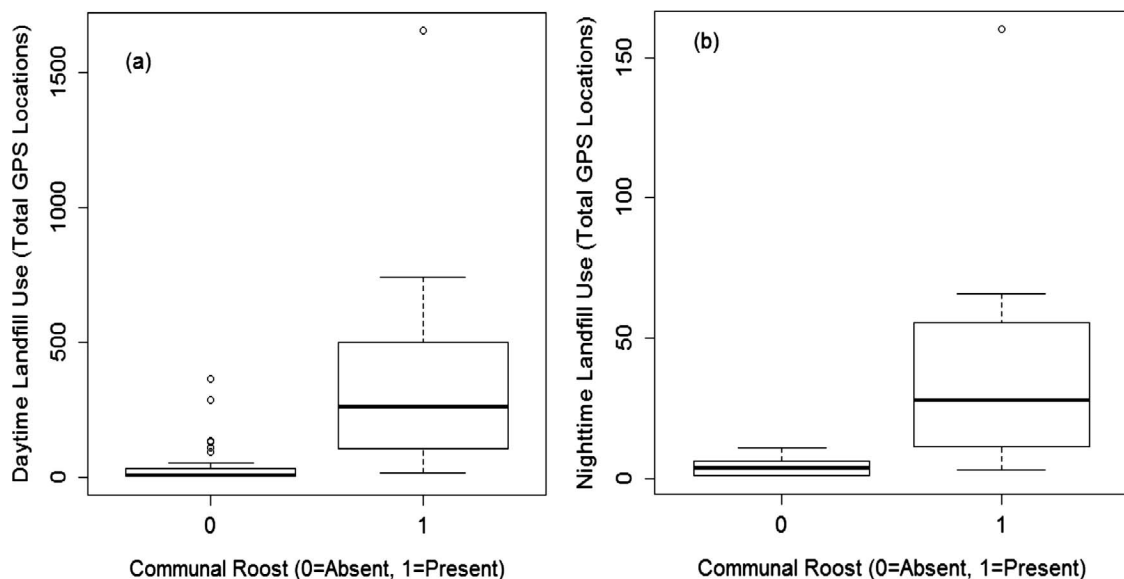 (a)
Daytime Landfill Use (Total GPS Locations)
1500
1000
500
0
0 1
Communal Roost (0=Absent, 1=Present)
(b)
Nighttime Landfill Use (Total GPS Locations)
150
100
50
0
0 1
Communal Roost (0=Absent, 1=Present)